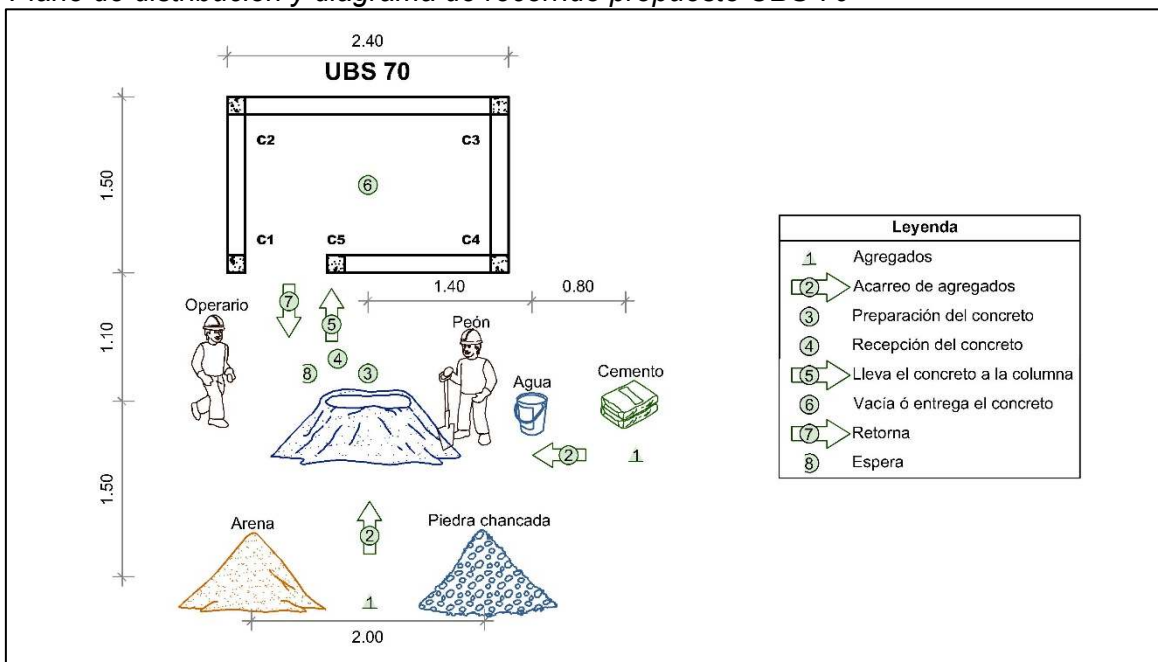 Plano de distribución y diagrama de recorrido propuesto UBS 70
2.40
UBS 70
C2
C3
6
1.50
C1
C5
C4
7
1.40
0.80
Operario
5
Peón
1.10
4
8
3
Agua
Cemento
2
1
1.50
Arena
2
Piedra chancada
1
2.00
Leyenda
1 Agregados
2 Acarreo de agregados
3 Preparación del concreto
4 Recepción del concreto
5 Lleva el concreto a la columna
6 Vacía ó entrega el concreto
7 Retorna
8 Espera